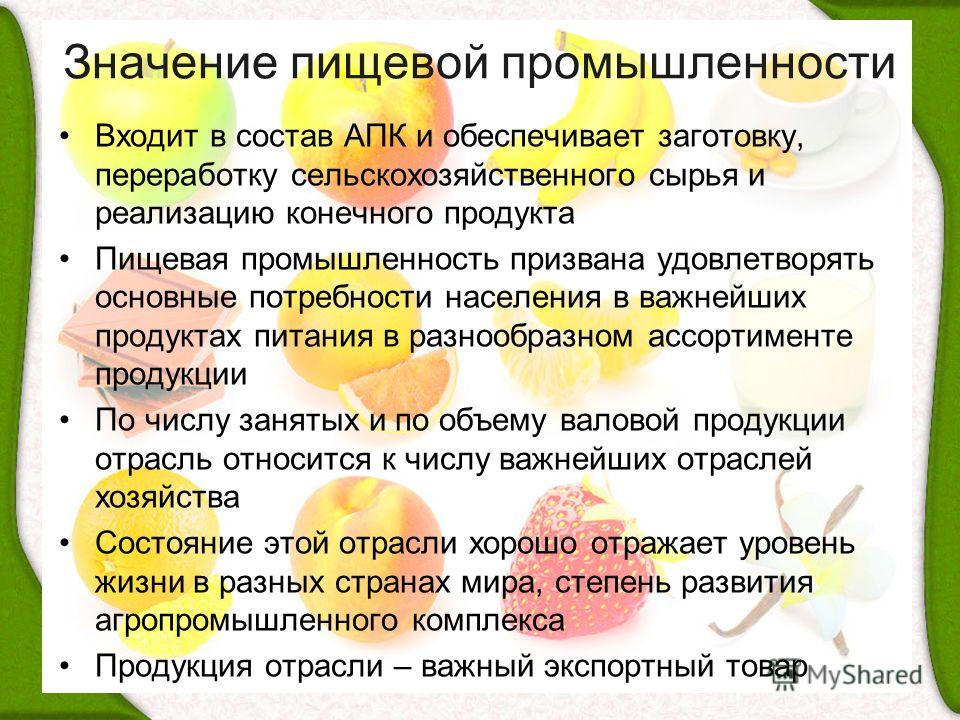 Значение пищевой промышленности
• Входит в состав АПК и обеспечивает заготовку,
переработку сельскохозяйственного сырья и
реализацию конечного продукта
• Пищевая промышленность призвана удовлетворять
основные потребности населения в важнейших
продуктах питания в разнообразном ассортименте
продукции
• По числу занятых и по объему валовой продукции
отрасль относится к числу важнейших отраслей
хозяйства
• Состояние этой отрасли хорошо отражает уровень
жизни в разных странах мира, степень развития
агропромышленного комплекса
• Продукция отрасли – важный экспортный товар
MyShared